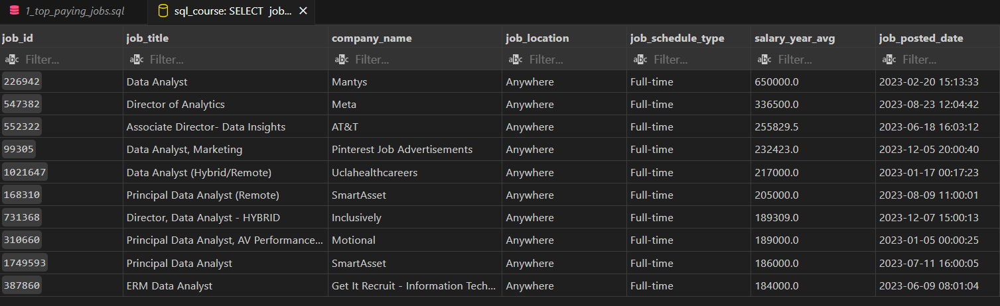 1_top_paying_jobs.sql sql_course: SELECT job...
job_id job_title company_name job_location job_schedule_type salary_year_avg job_posted_date
abc Filter... abc Filter... abc Filter... abc Filter... abc Filter... abc Filter... abc Filter...
226942 Data Analyst Mantys Anywhere Full-time 650000.0 2023-02-20 15:13:33
547382 Director of Analytics Meta Anywhere Full-time 336500.0 2023-08-23 12:04:42
552322 Associate Director- Data Insights AT&T Anywhere Full-time 255829.5 2023-06-18 16:03:12
99305 Data Analyst, Marketing Pinterest Job Advertisements Anywhere Full-time 232423.0 2023-12-05 20:00:40
1021647 Data Analyst (Hybrid/Remote) Uclahealthcareers Anywhere Full-time 217000.0 2023-01-17 00:17:23
168310 Principal Data Analyst (Remote) SmartAsset Anywhere Full-time 205000.0 2023-08-09 11:00:01
731368 Director, Data Analyst - HYBRID Inclusively Anywhere Full-time 189309.0 2023-12-07 15:00:13
310660 Principal Data Analyst, AV Performance... Motional Anywhere Full-time 189000.0 2023-01-05 00:00:25
1749593 Principal Data Analyst SmartAsset Anywhere Full-time 186000.0 2023-07-11 16:00:05
387860 ERM Data Analyst Get It Recruit - Information Tech... Anywhere Full-time 184000.0 2023-06-09 08:01:04